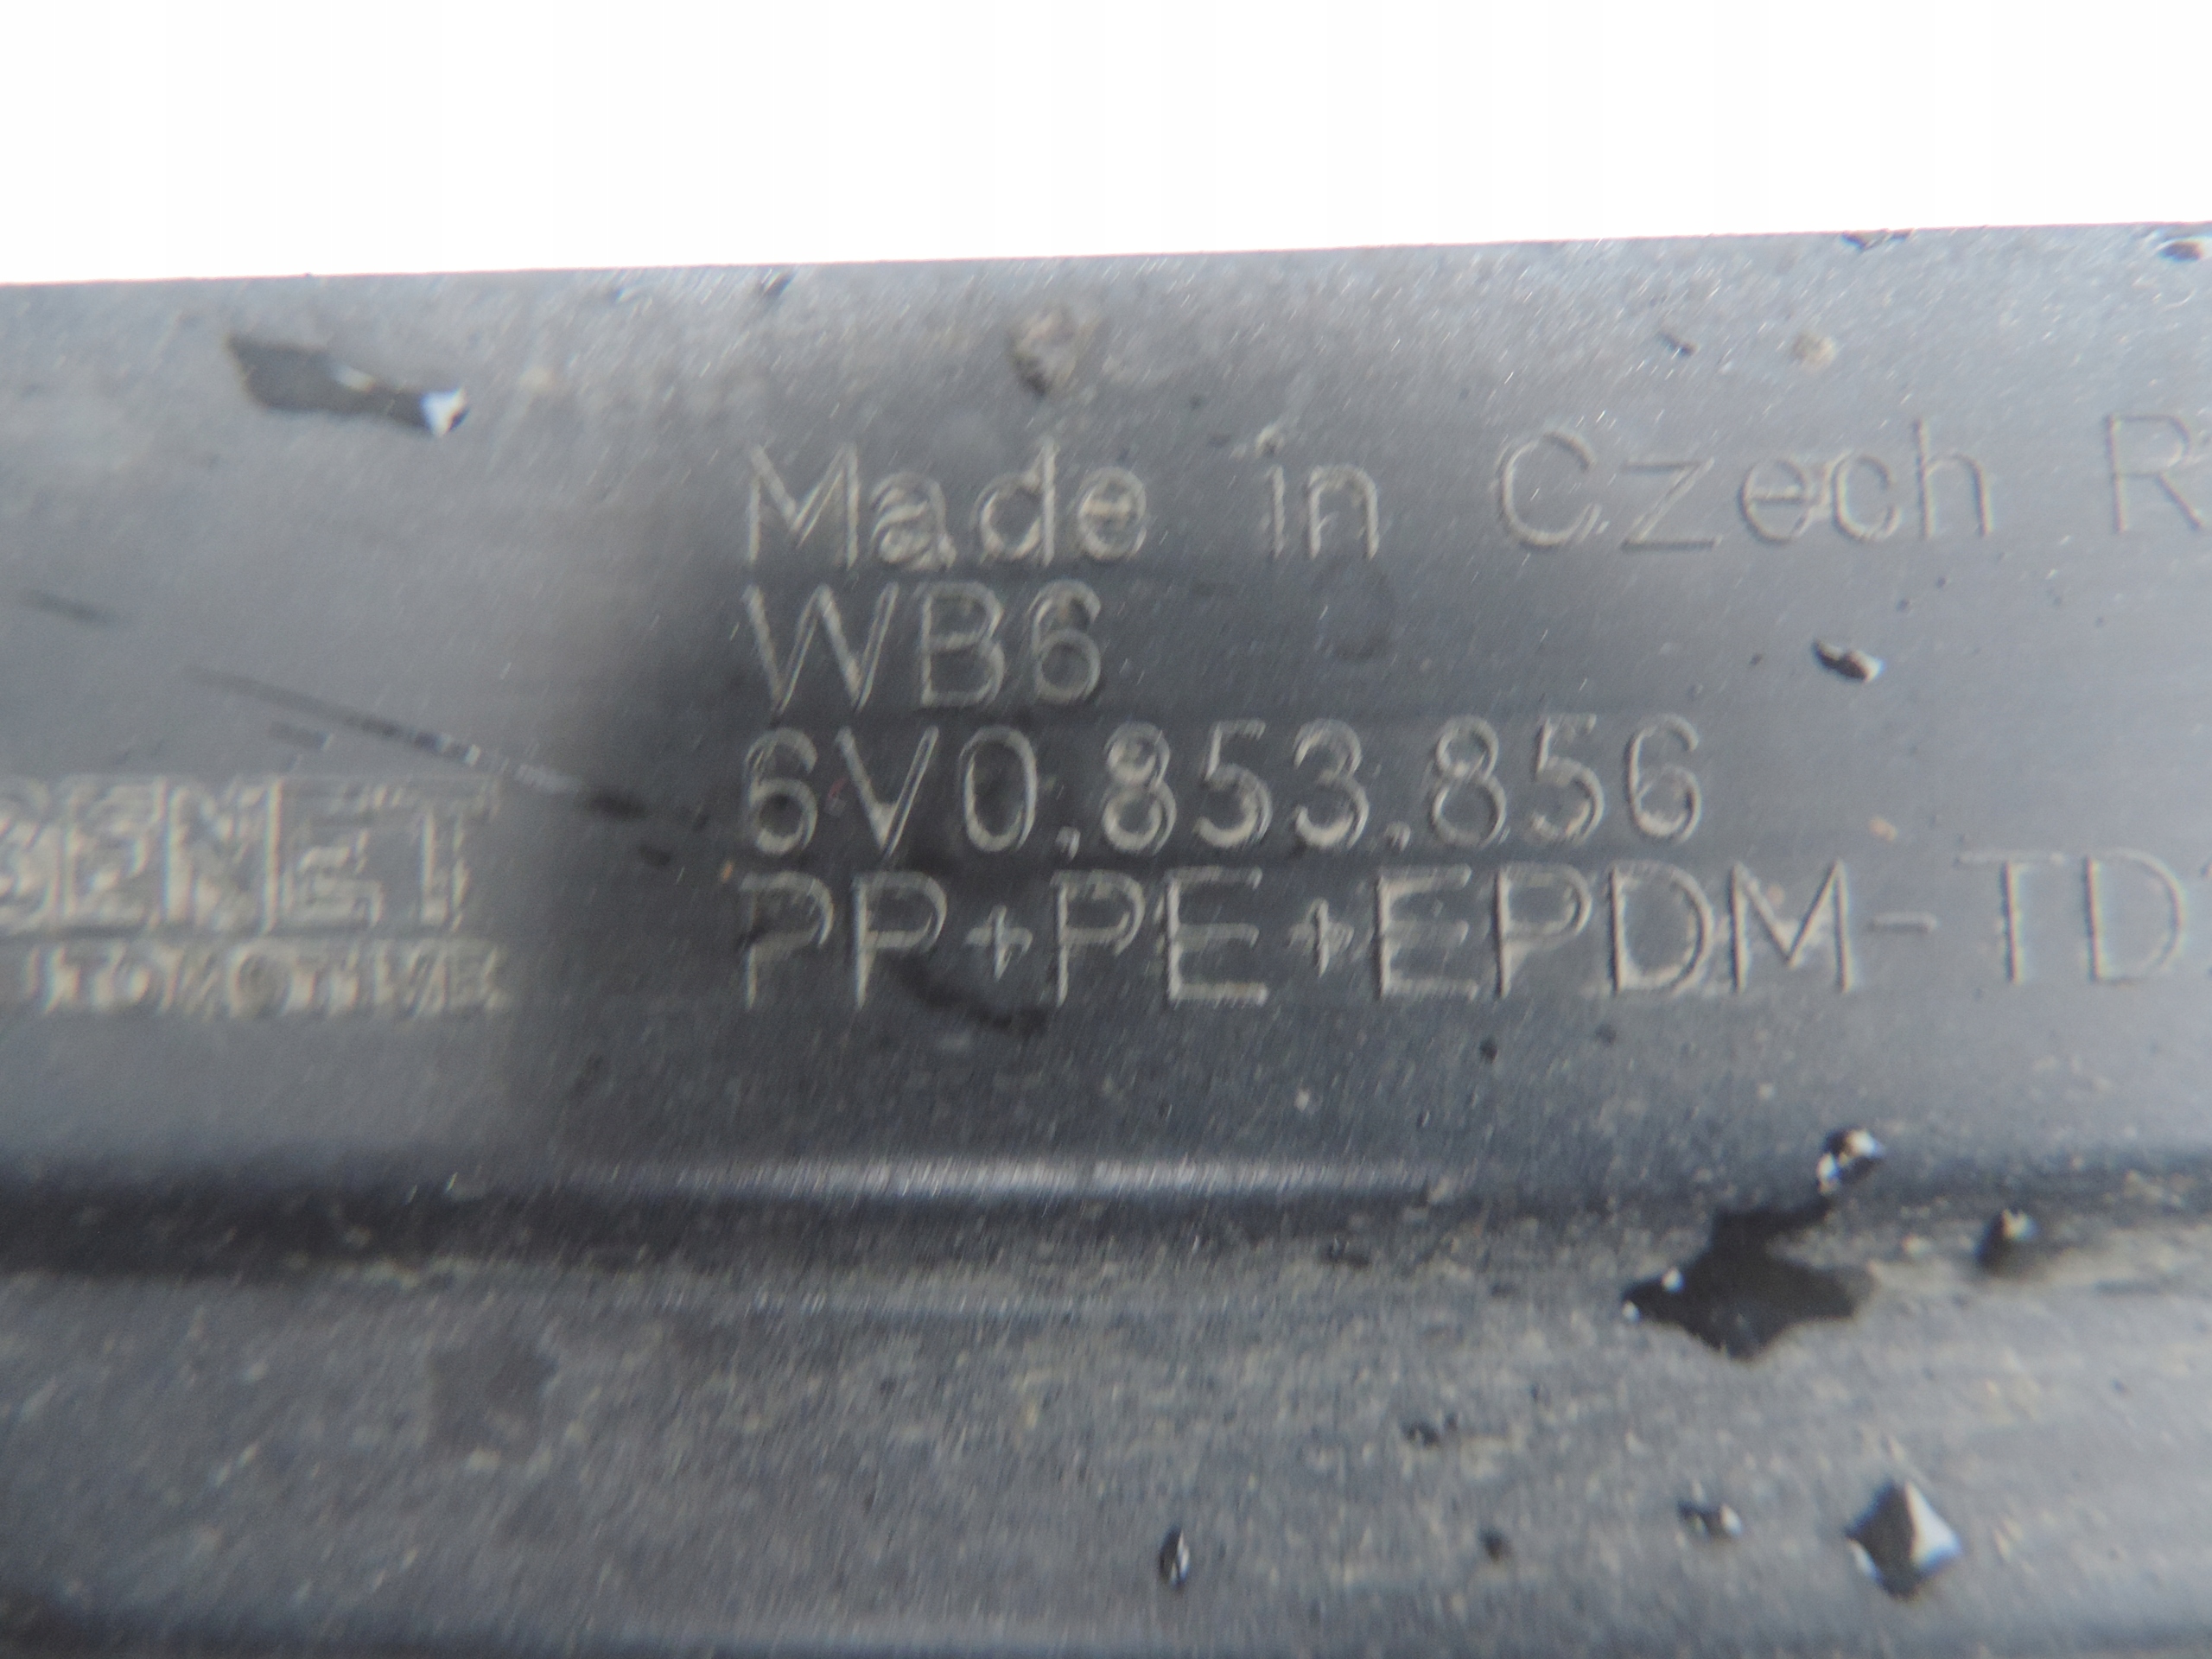 Made in Czech R
WB6
6V0.853.856
PP+PE+EPDM-TD